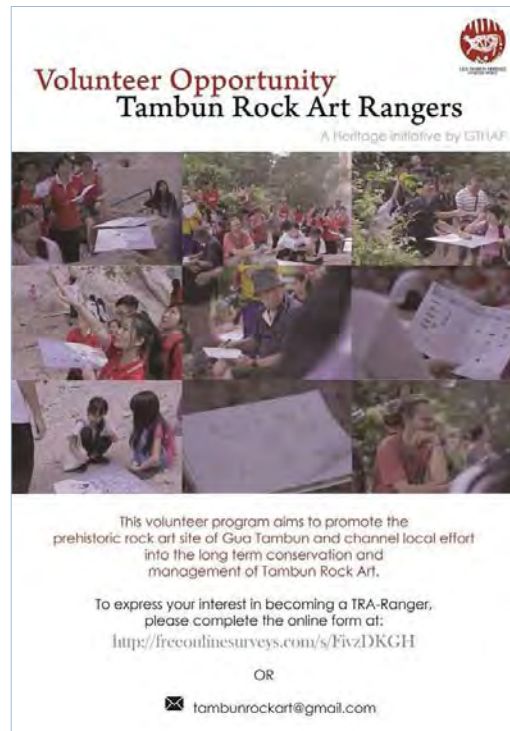 Volunteer Opportunity
Tambun Rock Art Rangers
A Heritage initiative by GTHAP
This volunteer program aims to promote the
prehistoric rock art site of Gua Tambun and channel local effort
into the long term conservation and
management of Tambun Rock Art.
To express your interest in becoming a TRA-Ranger,
please complete the online form at:
http://freeonlinesurveys.com/s/FivzDKGH
OR
tambunrockart@gmail.com